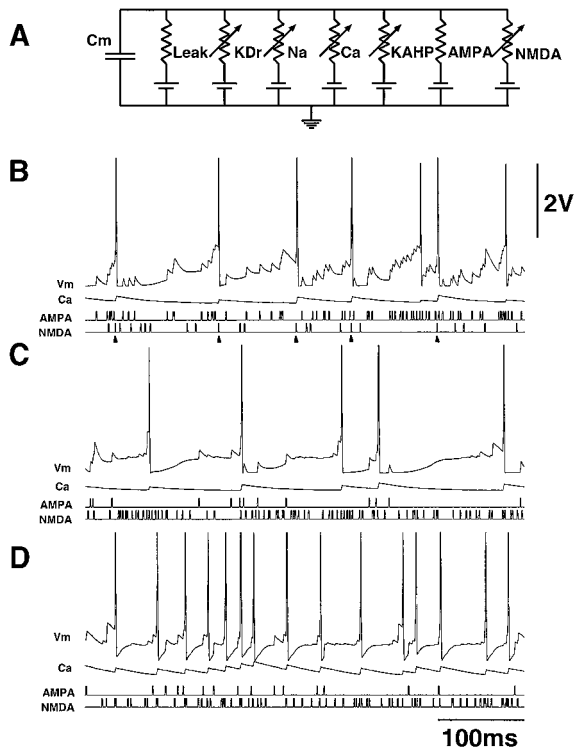 A
Cm
Leak
KDr
Na
Ca
KAHP
AMPA
NMDA
B
2V
Vm
Ca
AMPA
NMDA
C
Vm
Ca
AMPA
NMDA
D
Vm
Ca
AMPA
NMDA
100ms